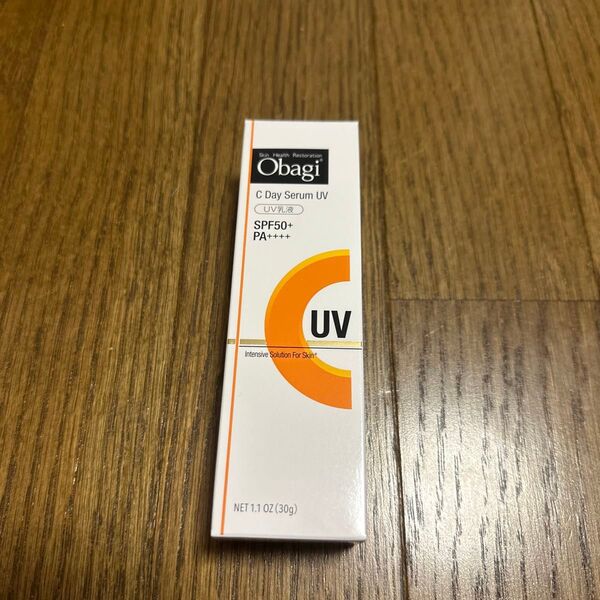 Skin Health Restoration
Obagi®
C Day Serum UV
UV乳液
SPF50+
PA++++
UV
Intensive Solution For Skin*
NET 1.1 OZ (30g)